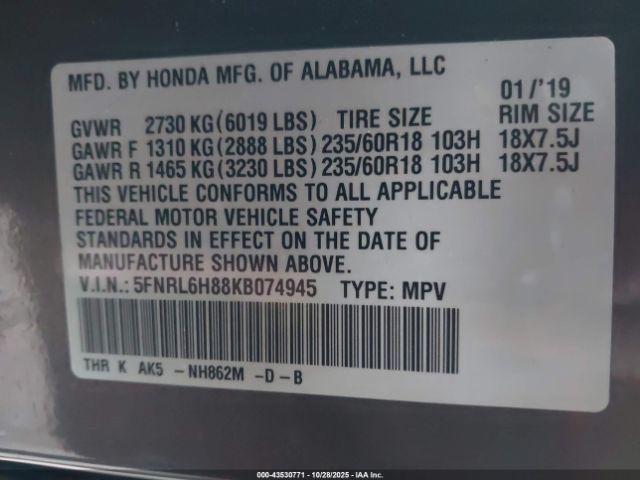 MFD. BY HONDA MFG. OF ALABAMA, LLC
01/'19
GVWR 2730 KG(6019 LBS) TIRE SIZE RIM SIZE
GAWR F 1310 KG(2888 LBS) 235/60R18 103H 18X7.5J
GAWR R 1465 KG(3230 LBS) 235/60R18 103H 18X7.5J
THIS VEHICLE CONFORMS TO ALL APPLICABLE
FEDERAL MOTOR VEHICLE SAFETY
STANDARDS IN EFFECT ON THE DATE OF
MANUFACTURE SHOWN ABOVE.
V.I.N.: 5FNRL6H88KB074945 TYPE: MPV
THR K AK5 -NH862M -D-B
000-43530771 | 10/28/2025 | IAA Inc.